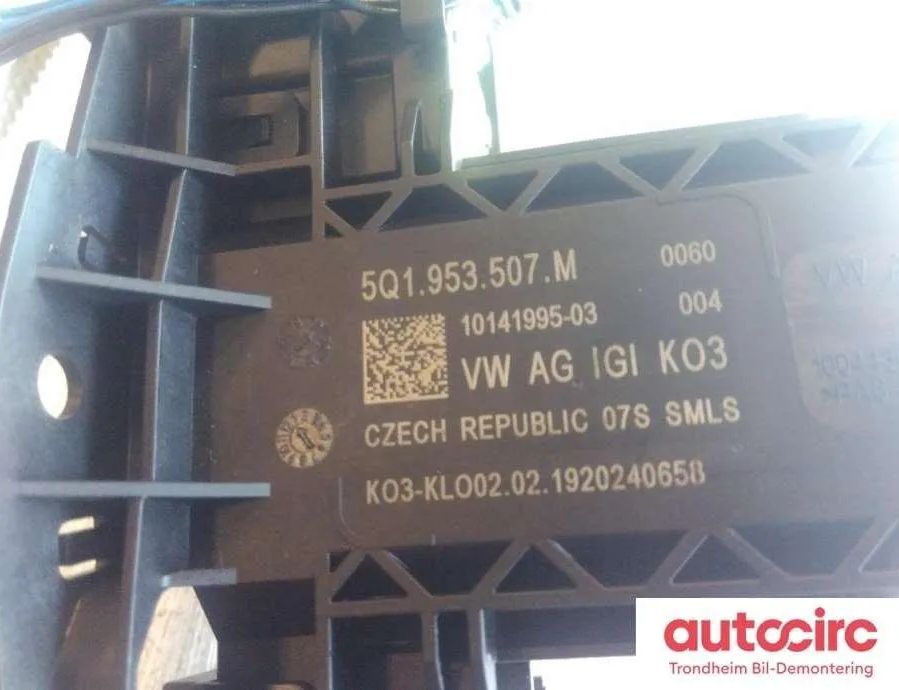 5Q1.953.507.M 0060
10141995-03 004
VW AG IGI KO3
CZECH REPUBLIC 07S SMLS
KO3-KLO02.02.1920240658
VW
autocirc
Trondheim Bil-Demontering